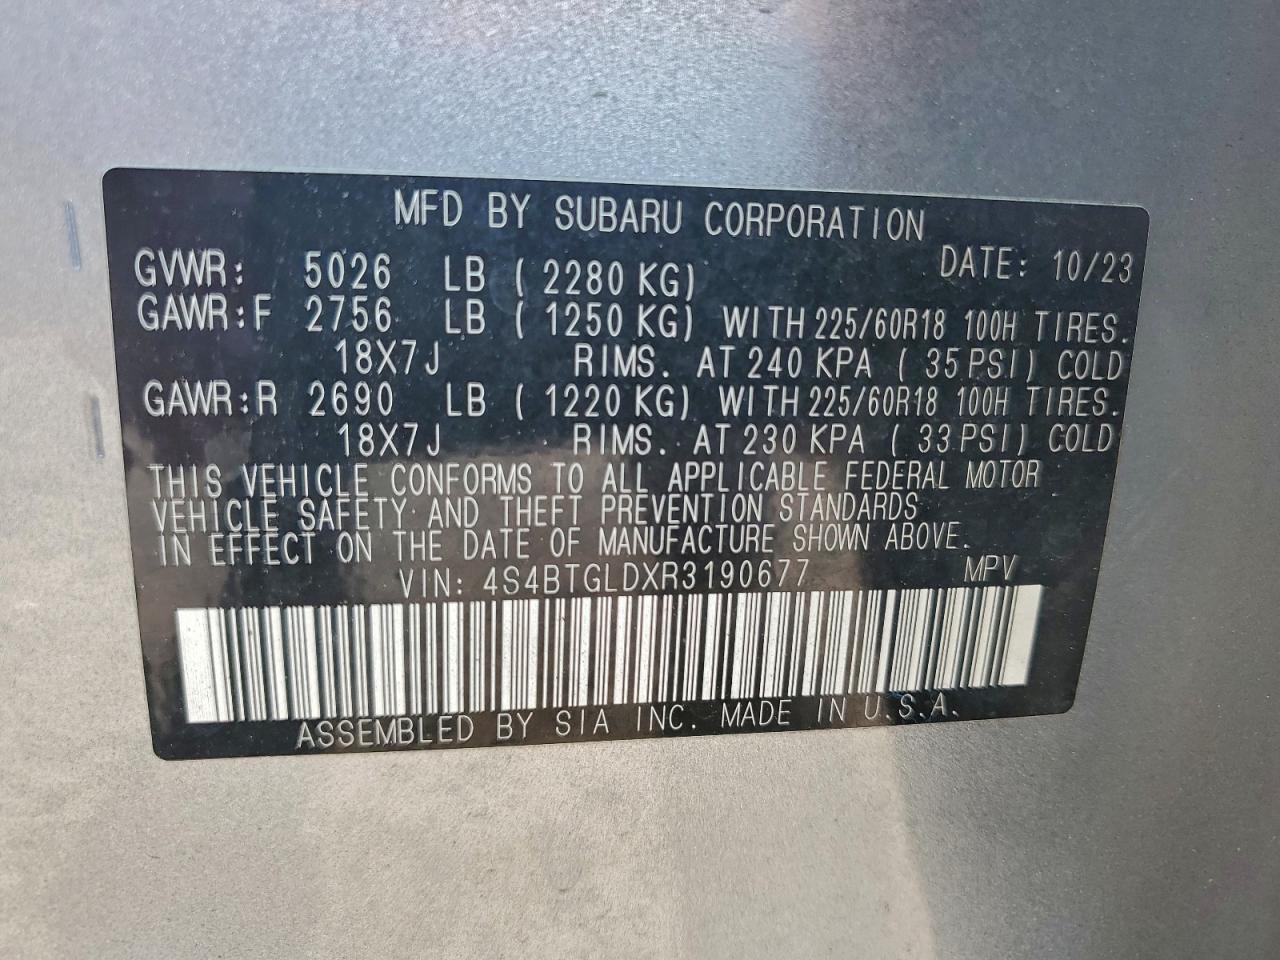 MFD BY SUBARU CORPORATION
GVWR: 5026 LB ( 2280 KG) DATE: 10/23
GAWR:F 2756 LB ( 1250 KG) WITH 225/60R18 100H TIRES.
18X7J RIMS. AT 240 KPA ( 35 PSI) COLD
GAWR:R 2690 LB ( 1220 KG) WITH 225/60R18 100H TIRES.
18X7J RIMS. AT 230 KPA ( 33 PSI) COLD
THIS VEHICLE CONFORMS TO ALL APPLICABLE FEDERAL MOTOR
VEHICLE SAFETY AND THEFT PREVENTION STANDARDS
IN EFFECT ON THE DATE OF MANUFACTURE SHOWN ABOVE.
VIN: 4S4BTGLDXR3190677 MPV
ASSEMBLED BY SIA INC. MADE IN U.S.A.